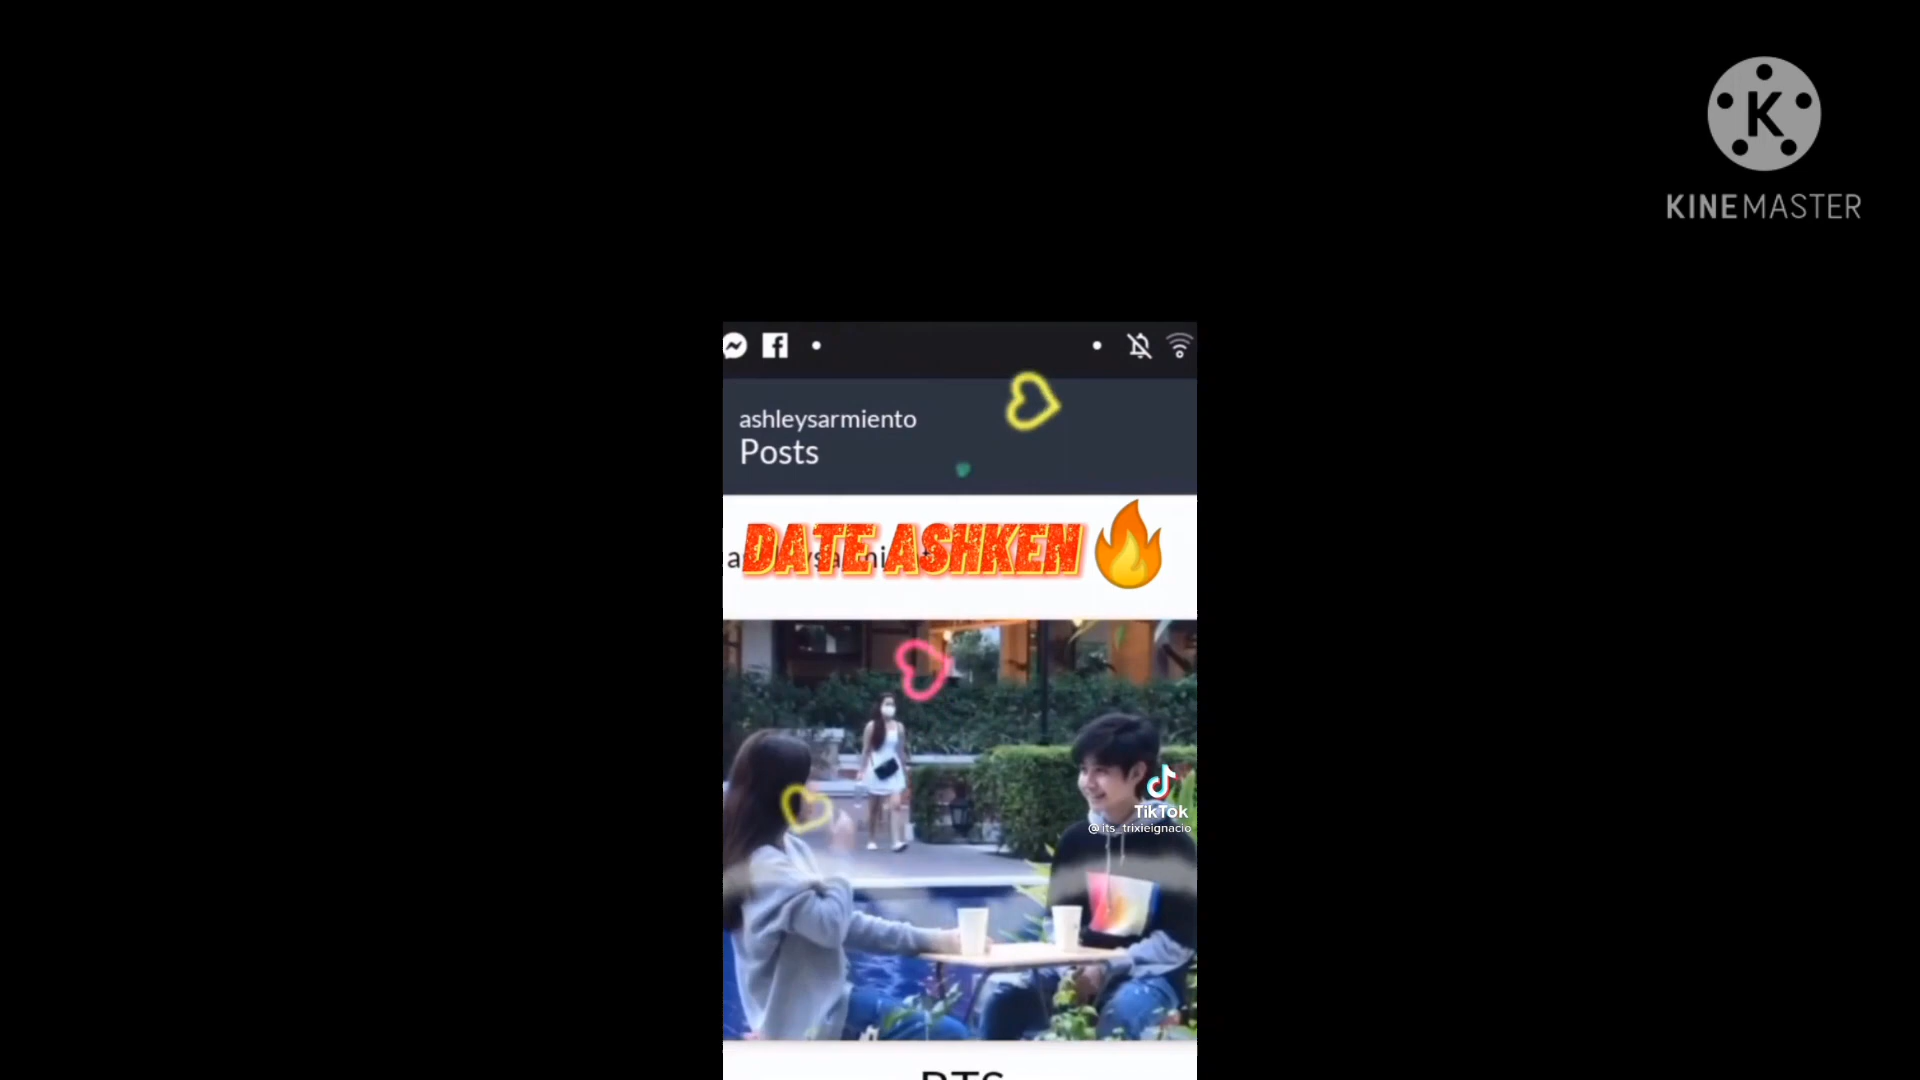 K
KINEMASTER
ashleysarmiento
Posts
DATE ASHKEN
TikTok
@its_trixieignacio